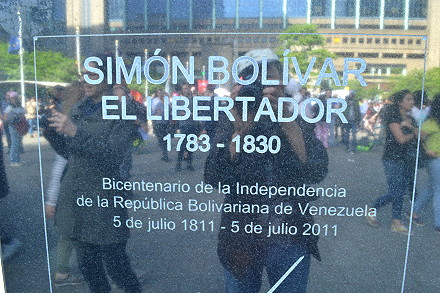 SIMÓN BOLÍVAR
EL LIBERTADOR
1783 - 1830
Bicentenario de la Independencia
de la República Bolivariana de Venezuela
5 de julio 1811 - 5 de julio 2011